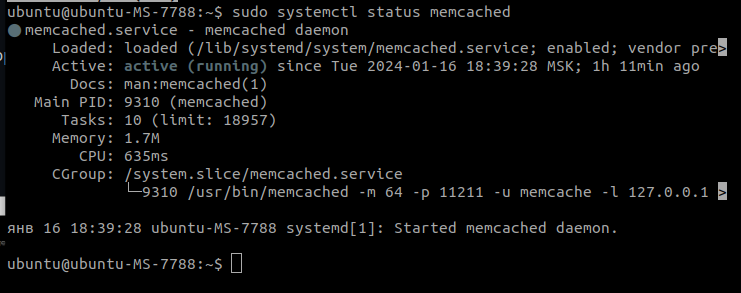 ubuntu@ubuntu-MS-7788:~$ sudo systemctl status memcached
● memcached.service - memcached daemon
     Loaded: loaded (/lib/systemd/system/memcached.service; enabled; vendor pre>
     Active: active (running) since Tue 2024-01-16 18:39:28 MSK; 1h 11min ago
       Docs: man:memcached(1)
   Main PID: 9310 (memcached)
      Tasks: 10 (limit: 18957)
     Memory: 1.7M
        CPU: 635ms
     CGroup: /system.slice/memcached.service
             └─9310 /usr/bin/memcached -m 64 -p 11211 -u memcache -l 127.0.0.1 >
янв 16 18:39:28 ubuntu-MS-7788 systemd[1]: Started memcached daemon.
ubuntu@ubuntu-MS-7788:~$